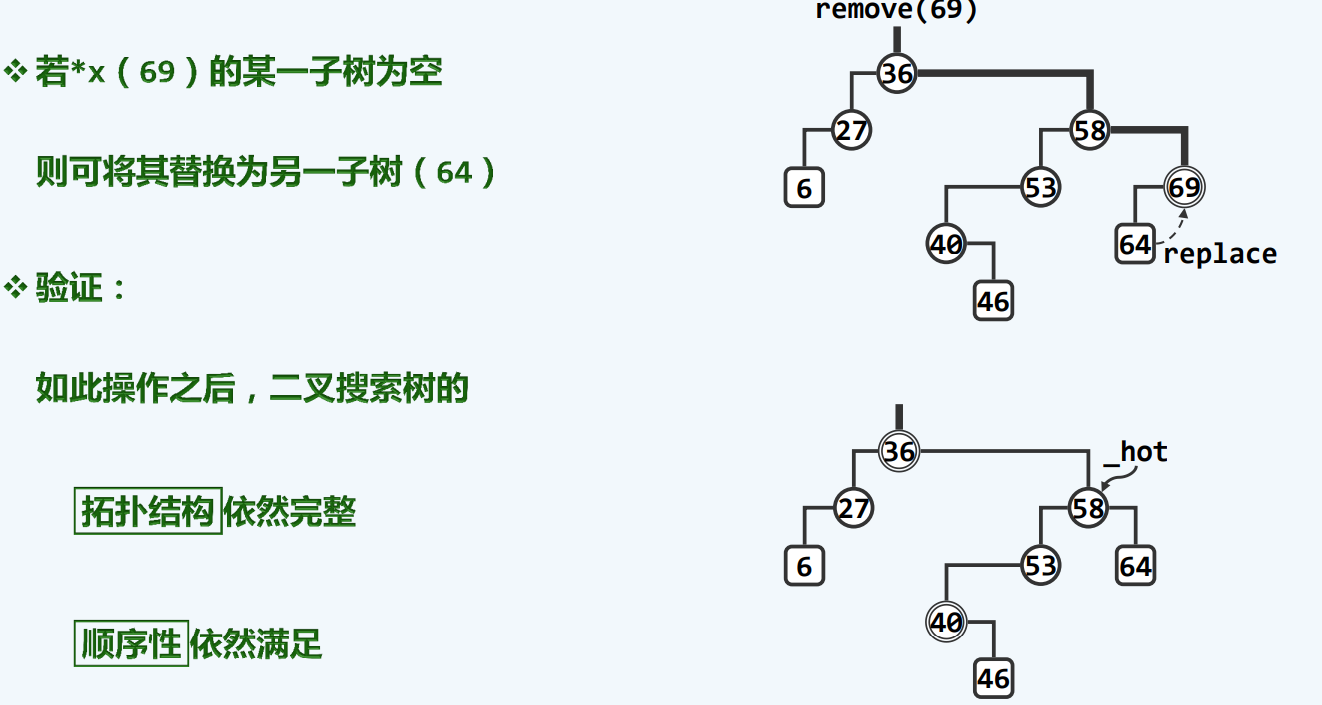 ❖ 若*x（69）的某一子树为空
则可将其替换为另一子树（64）
❖ 验证：
如此操作之后，二叉搜索树的
拓扑结构依然完整
顺序性依然满足
remove(69)
36
27
58
6
53
69
40
64
replace
46
36
_hot
27
58
6
53
64
40
46